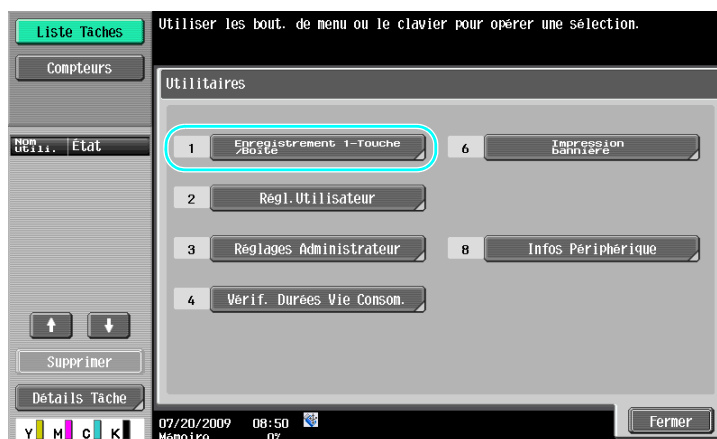 Liste Tâches
Utiliser les bout. de menu ou le clavier pour opérer une sélection.
Compteurs
Utilitaires
Nom utili. État
1 Enregistrement 1-Touche
/Boîte
6 Impression
bannière
2 Régl.Utilisateur
3 Réglages Administrateur
8 Infos Périphérique
4 Vérif. Durées Vie Consom.
Supprimer
Détails Tâche
Fermer
07/20/2009 08:50
Y M C K
Mémoire 0%